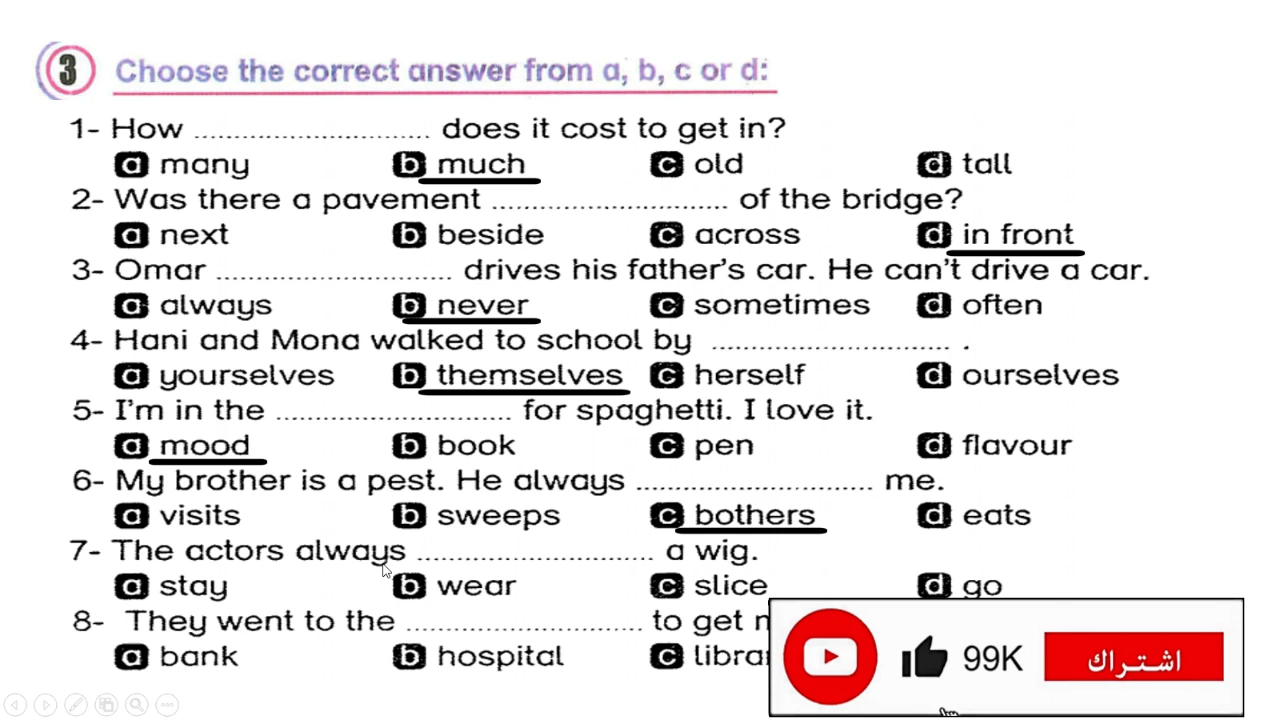 3 Choose the correct answer from a, b, c or d:
1- How .............................. does it cost to get in?
a many b much c old d tall
2- Was there a pavement .............................. of the bridge?
a next b beside c across d in front
3- Omar .............................. drives his father's car. He can't drive a car.
a always b never c sometimes d often
4- Hani and Mona walked to school by .............................. .
a yourselves b themselves c herself d ourselves
5- I'm in the .............................. for spaghetti. I love it.
a mood b book c pen d flavour
6- My brother is a pest. He always .............................. me.
a visits b sweeps c bothers d eats
7- The actors always .............................. a wig.
a stay b wear c slice d go
8- They went to the .............................. to get
a bank b hospital c
99K اشتراك